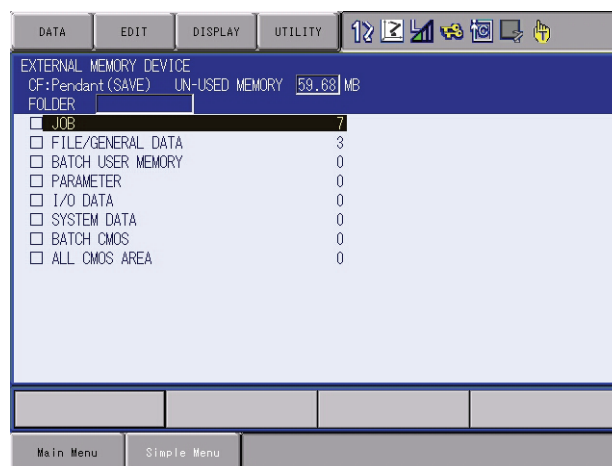 DATA EDIT DISPLAY UTILITY
EXTERNAL MEMORY DEVICE
CF:Pendant(SAVE) UN-USED MEMORY 59.68 MB
FOLDER
JOB 7
FILE/GENERAL DATA 3
BATCH USER MEMORY 0
PARAMETER 0
I/O DATA 0
SYSTEM DATA 0
BATCH CMOS 0
ALL CMOS AREA 0
Main Menu Simple Menu